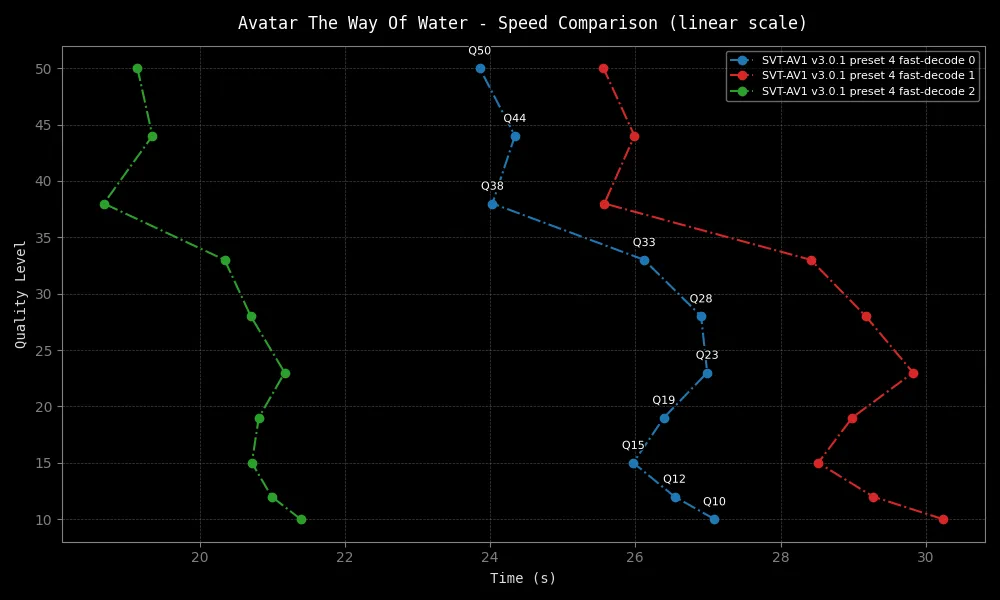 Avatar The Way Of Water - Speed Comparison (linear scale)
SVT-AV1 v3.0.1 preset 4 fast-decode 0
SVT-AV1 v3.0.1 preset 4 fast-decode 1
SVT-AV1 v3.0.1 preset 4 fast-decode 2
Quality Level
50
45
40
35
30
25
20
15
10
Q50
Q44
Q38
Q33
Q28
Q23
Q19
Q15
Q12
Q10
20
22
24
26
28
30
Time (s)